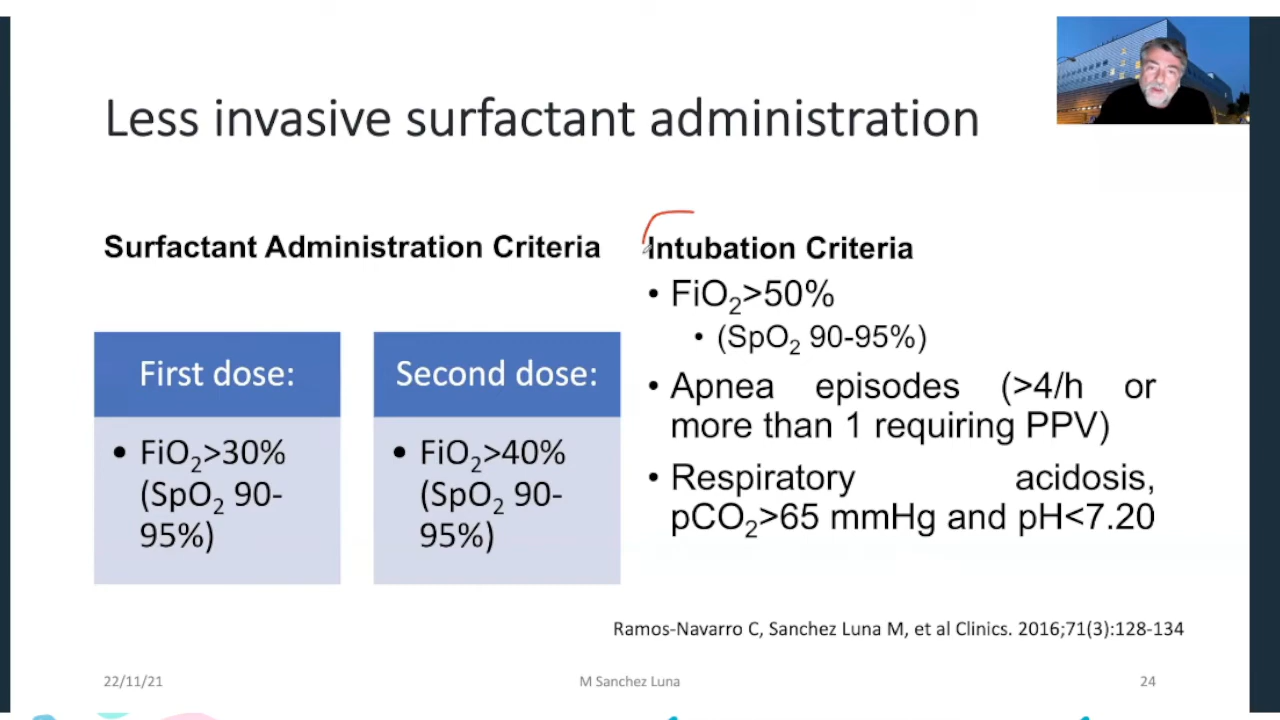 Less invasive surfactant administration
Surfactant Administration Criteria
First dose:
• FiO₂>30%
(SpO₂ 90-
95%)
Second dose:
• FiO₂>40%
(SpO₂ 90-
95%)
Intubation Criteria
• FiO₂>50%
• (SpO₂ 90-95%)
• Apnea episodes (>4/h or
more than 1 requiring PPV)
• Respiratory acidosis,
pCO₂>65 mmHg and pH<7.20
Ramos-Navarro C, Sanchez Luna M, et al Clinics. 2016;71(3):128-134
22/11/21
M Sanchez Luna
24